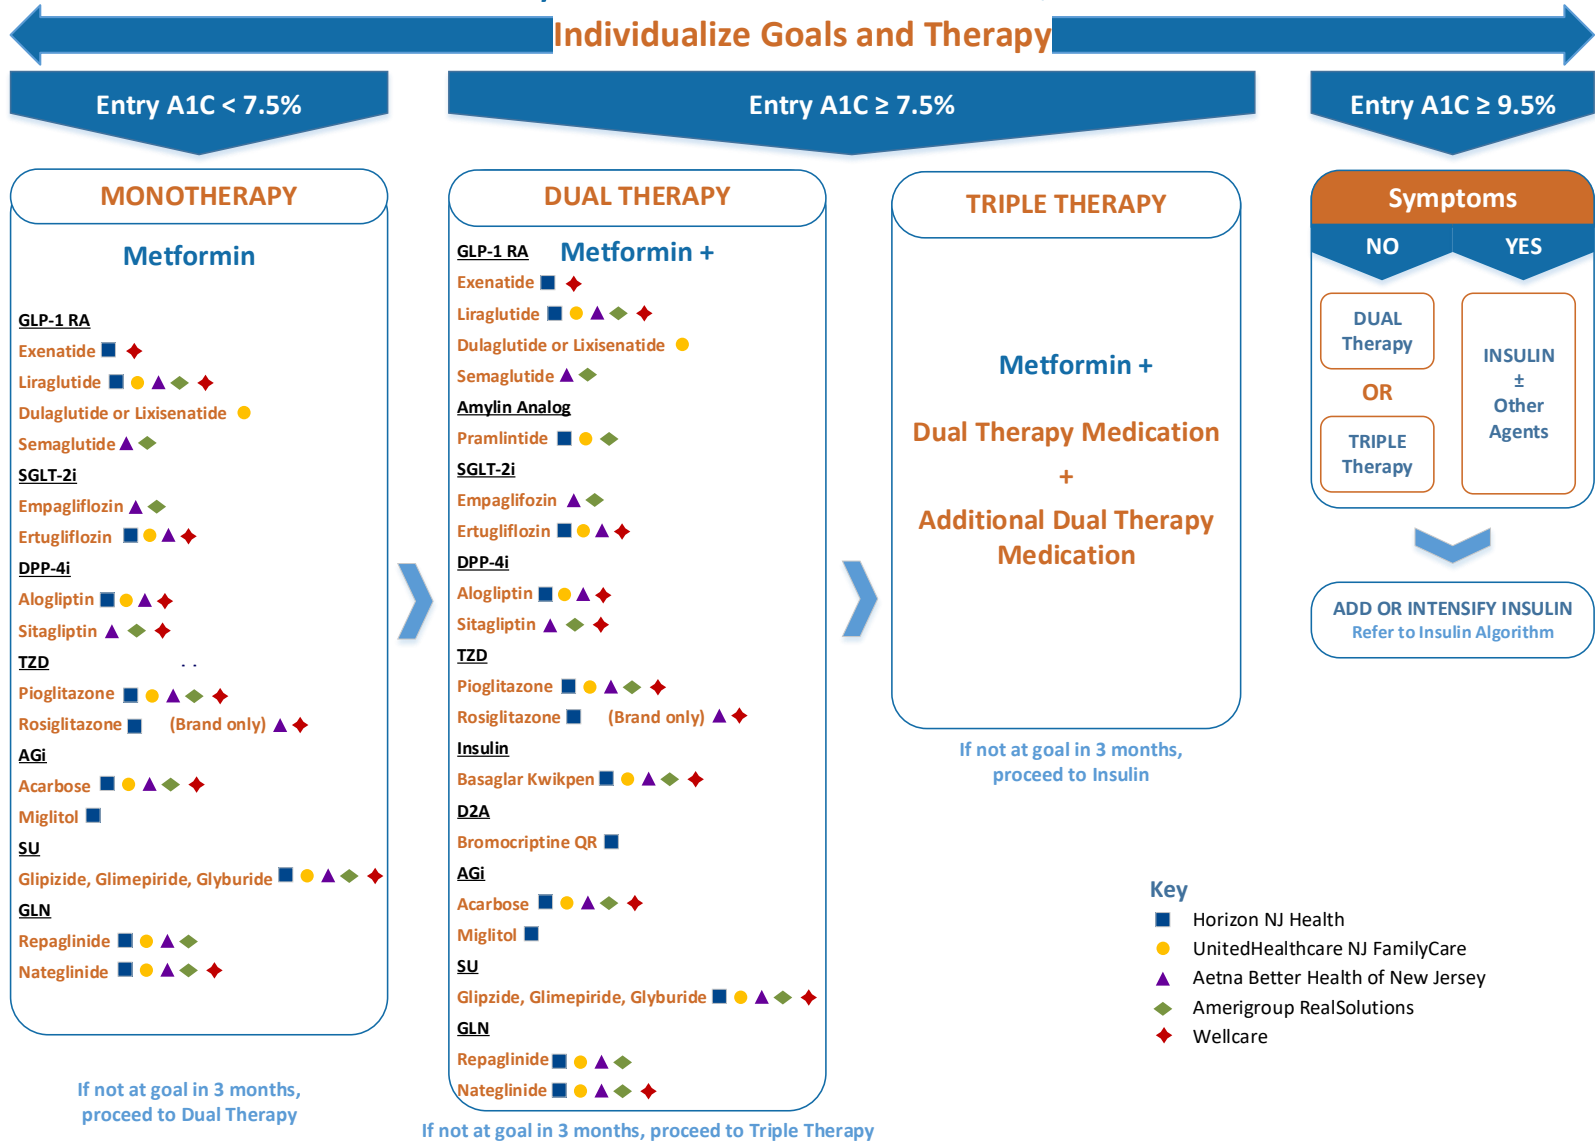 Individualize Goals and Therapy
Entry A1C < 7.5%
Entry A1C ≥ 7.5%
Entry A1C ≥ 9.5%
MONOTHERAPY
Metformin
GLP-1 RA
Exenatide
Liraglutide
Dulaglutide or Lixisenatide
Semaglutide
SGLT-2i
Empagliflozin
Ertugliflozin
DPP-4i
Alogliptin
Sitagliptin
TZD
Pioglitazone
Rosiglitazone (Brand only)
AGi
Acarbose
Miglitol
SU
Glipizide, Glimepiride, Glyburide
GLN
Repaglinide
Nateglinide
If not at goal in 3 months,
proceed to Dual Therapy
DUAL THERAPY
GLP-1 RA Metformin +
Exenatide
Liraglutide
Dulaglutide or Lixisenatide
Semaglutide
Amylin Analog
Pramlintide
SGLT-2i
Empaglifozin
Ertugliflozin
DPP-4i
Alogliptin
Sitagliptin
TZD
Pioglitazone
Rosiglitazone (Brand only)
Insulin
Basaglar Kwikpen
D2A
Bromocriptine QR
AGi
Acarbose
Miglitol
SU
Glipzide, Glimepiride, Glyburide
GLN
Repaglinide
Nateglinide
If not at goal in 3 months, proceed to Triple Therapy
TRIPLE THERAPY
Metformin +
Dual Therapy Medication
+
Additional Dual Therapy
Medication
If not at goal in 3 months,
proceed to Insulin
Symptoms
NO
YES
DUAL
Therapy
OR
TRIPLE
Therapy
INSULIN
±
Other
Agents
ADD OR INTENSIFY INSULIN
Refer to Insulin Algorithm
Key
Horizon NJ Health
UnitedHealthcare NJ FamilyCare
Aetna Better Health of New Jersey
Amerigroup RealSolutions
Wellcare